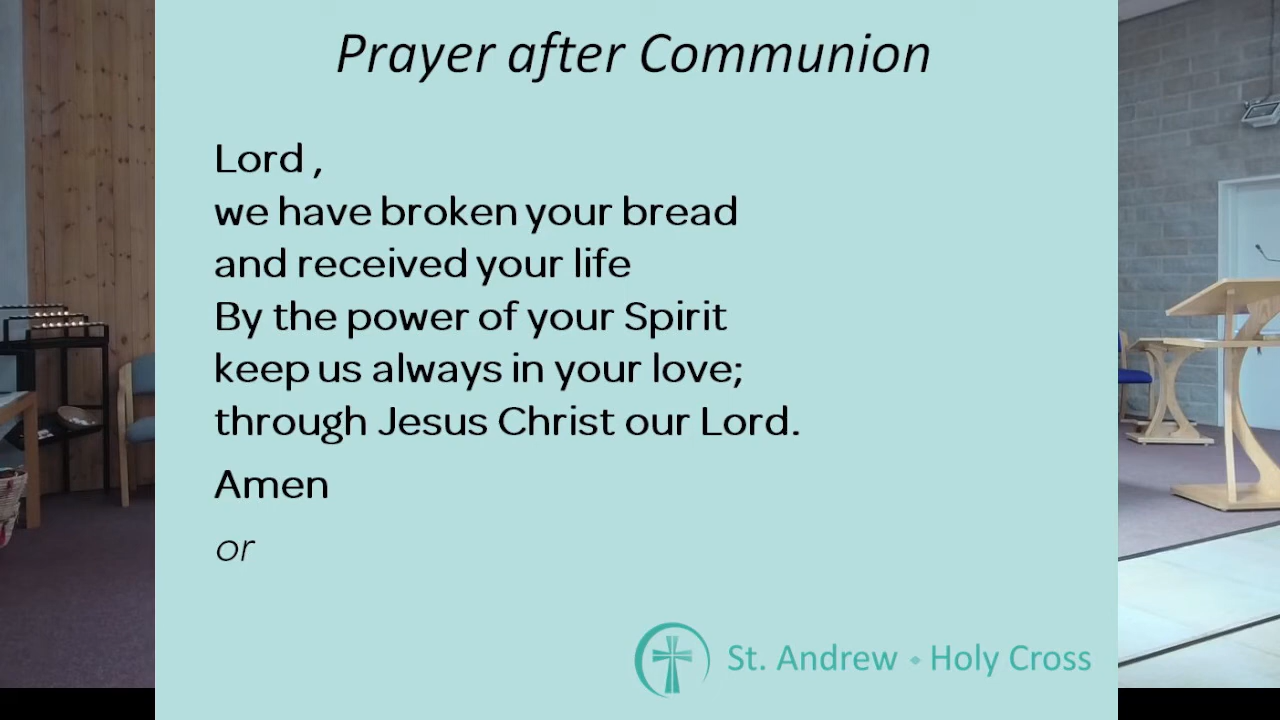 Prayer after Communion
Lord ,
we have broken your bread
and received your life
By the power of your Spirit
keep us always in your love;
through Jesus Christ our Lord.
Amen
or
St. Andrew • Holy Cross